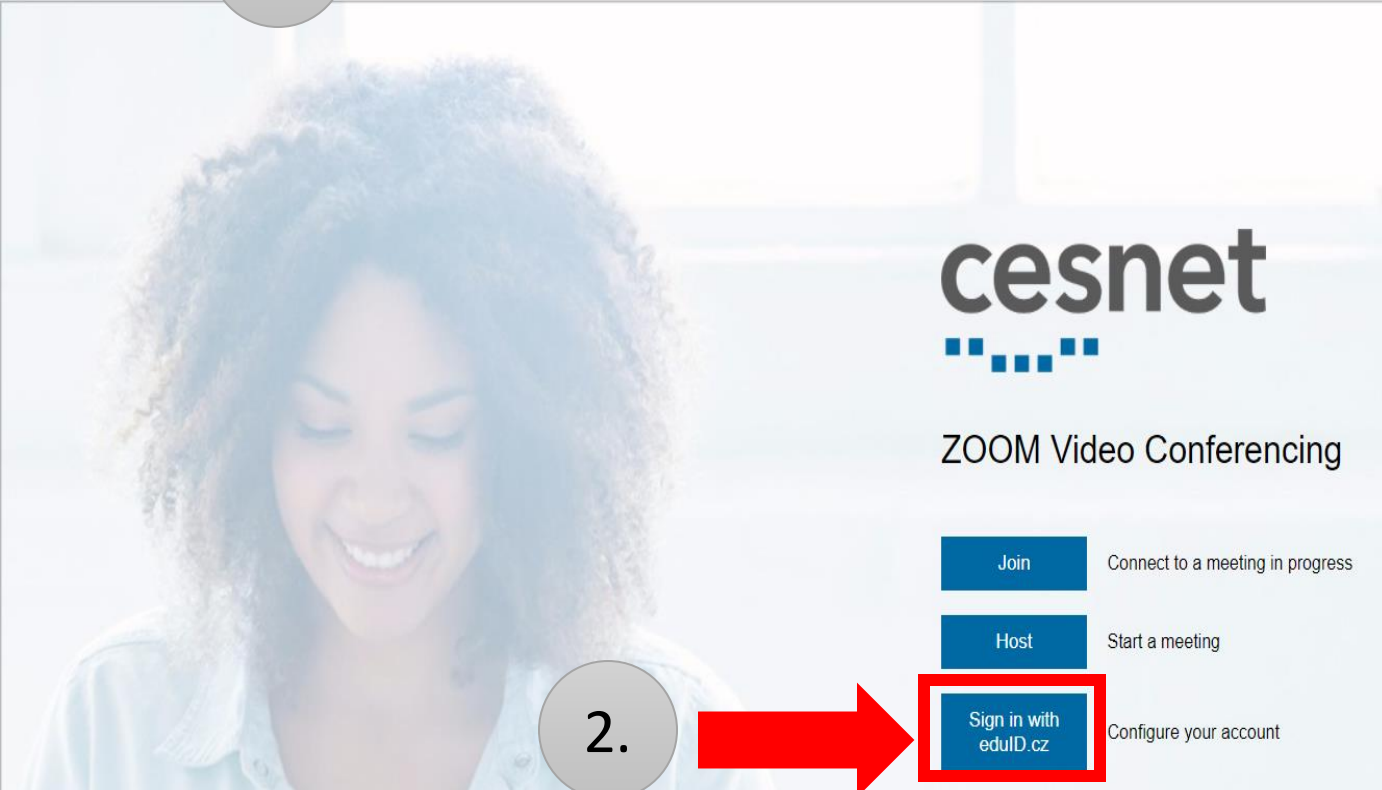 cesnet
ZOOM Video Conferencing
Join Connect to a meeting in progress
Host Start a meeting
Sign in with
eduID.cz
Configure your account
2.